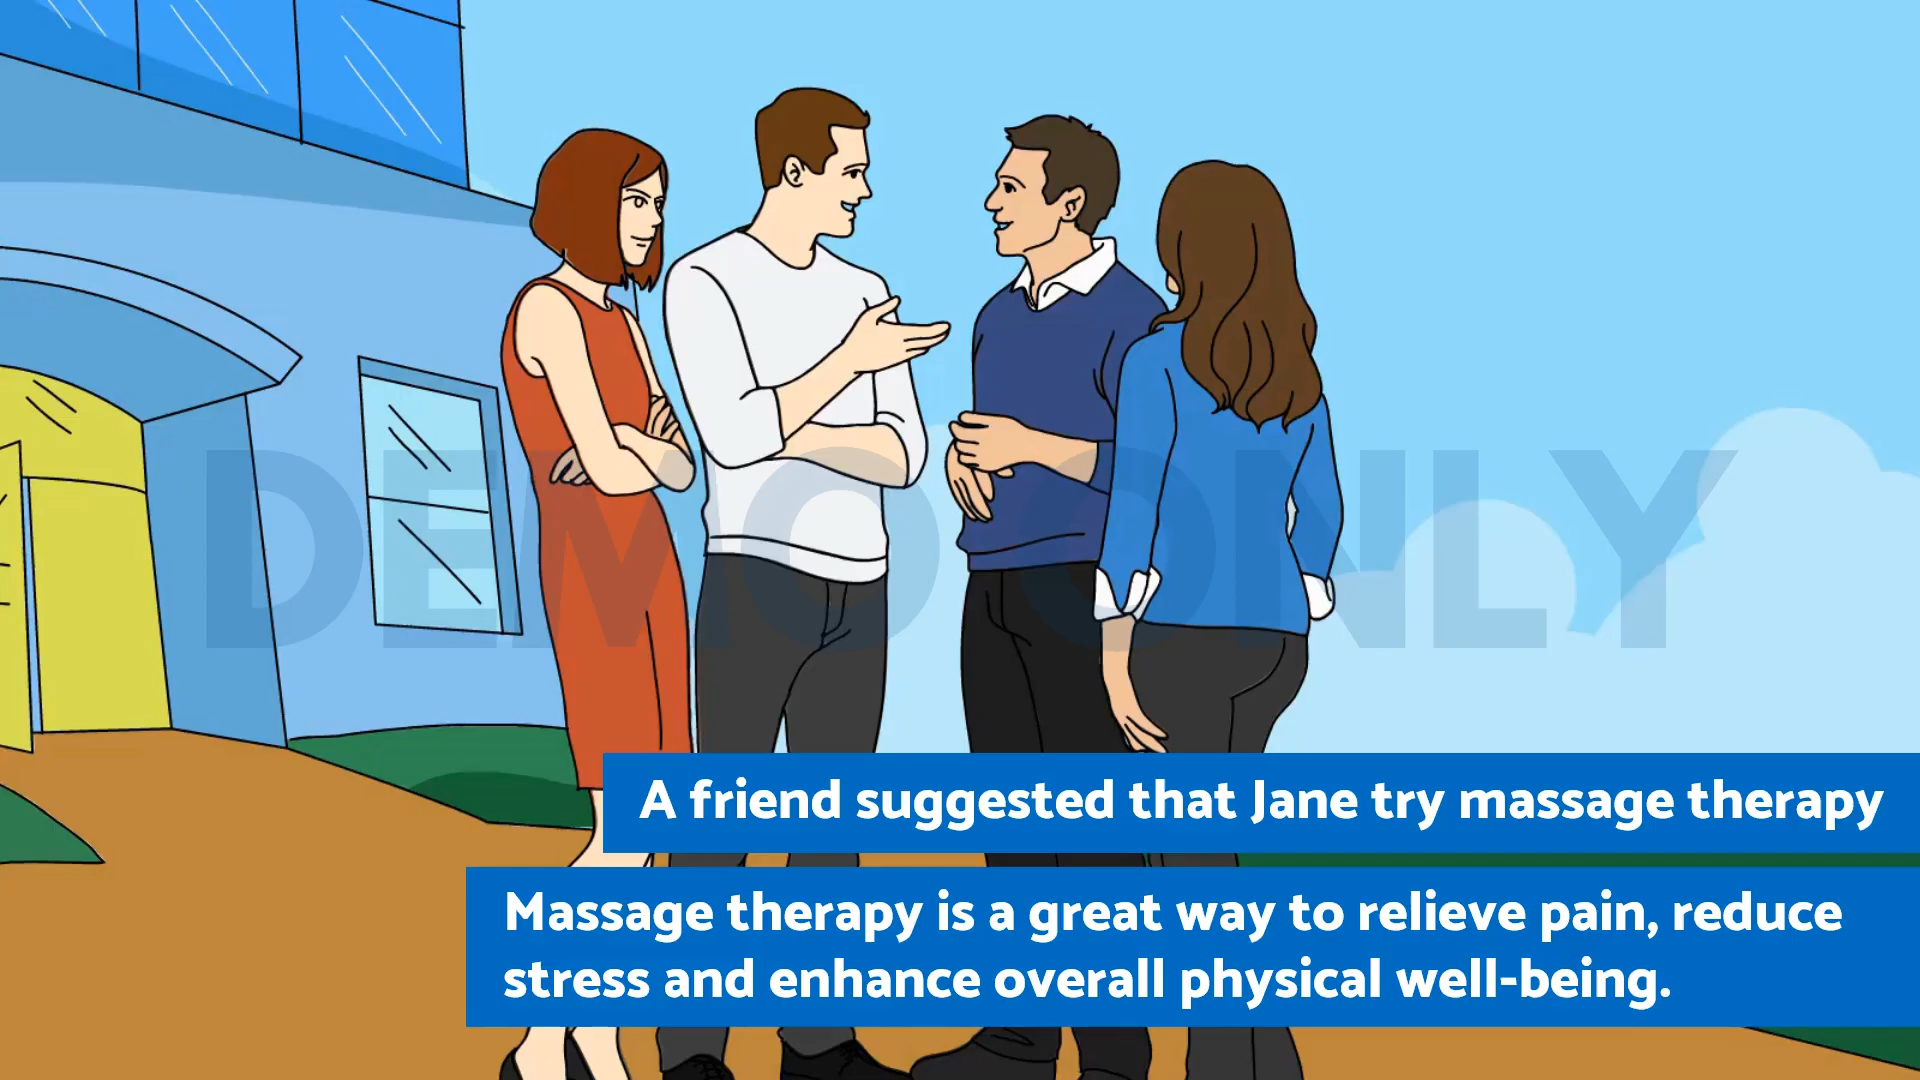 DEMO ONLY
A friend suggested that Jane try massage therapy
Massage therapy is a great way to relieve pain, reduce
stress and enhance overall physical well-being.